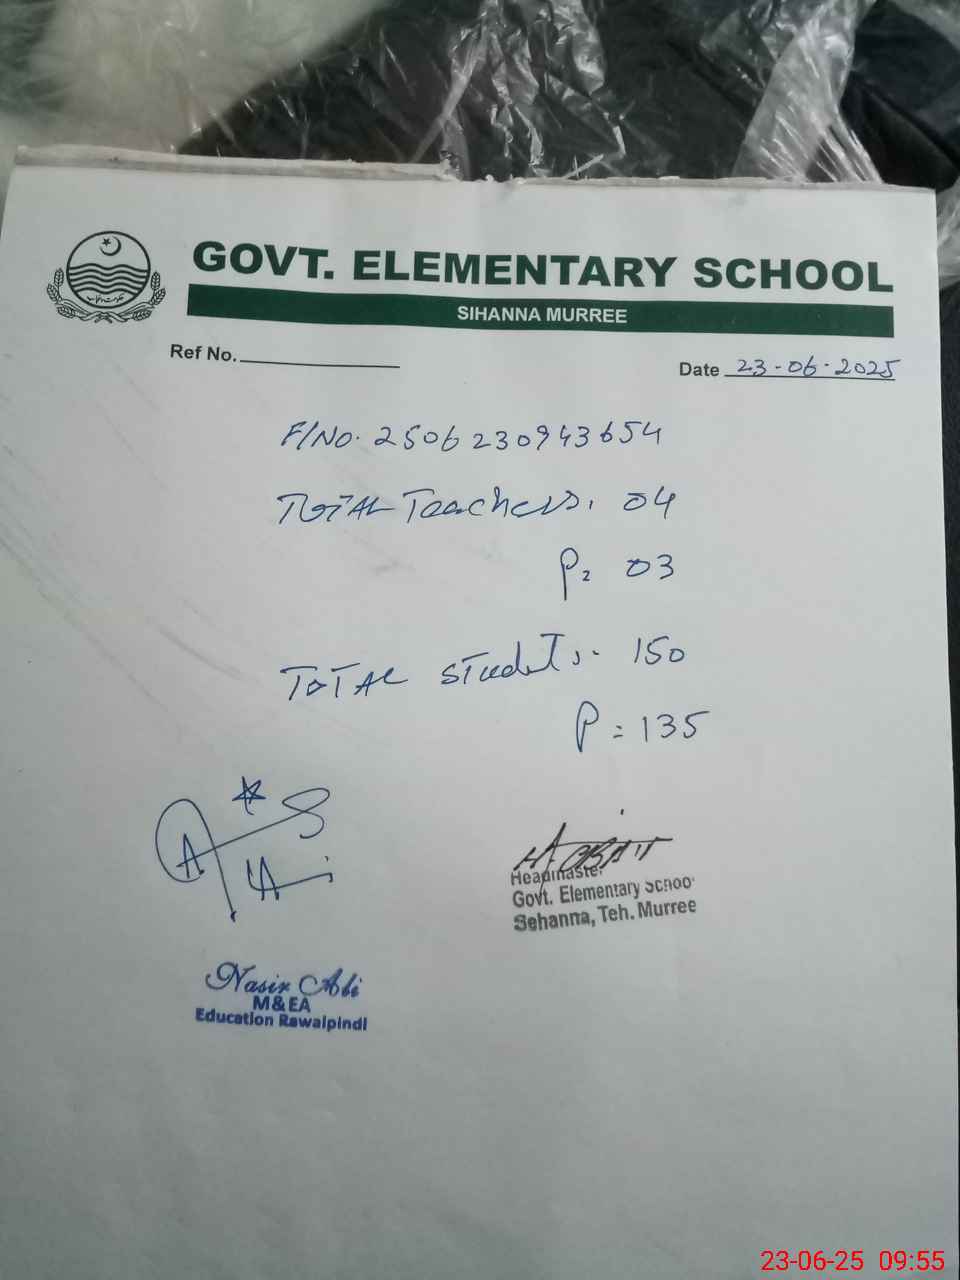 GOVT. ELEMENTARY SCHOOL
SIHANNA MURREE
Ref No.
Date 23-06-2025
F/No. 2506230943654
TOTAL Teachers. 04
P= 03
TOTAL Students. 150
P = 135
Headmaster
Govt. Elementary School
Sehanna, Teh. Murree
Nasir Ali
M&EA
Education Rawalpindi
23-06-25 09:55